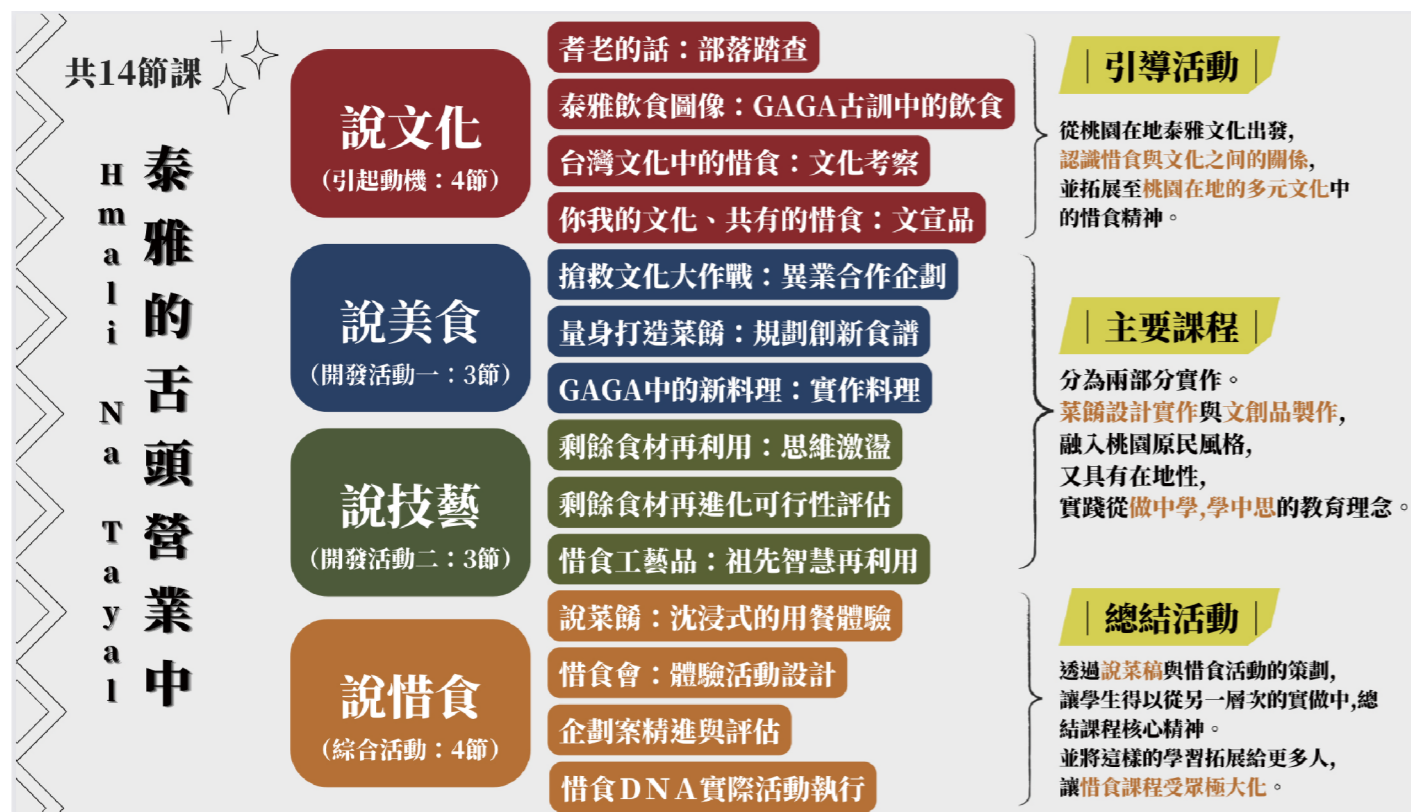 共14節課
泰雅的舌頭營業中
Hmali Na Tayal
說文化
(引起動機：4節)
耆老的話：部落踏查
泰雅飲食圖像：GAGA古訓中的飲食
台灣文化中的惜食：文化考察
你我的文化、共有的惜食：文宣品
說美食
(開發活動一：3節)
搶救文化大作戰：異業合作企劃
量身打造菜餚：規劃創新食譜
GAGA中的新料理：實作料理
說技藝
(開發活動二：3節)
剩餘食材再利用：思維激盪
剩餘食材再進化可行性評估
惜食工藝品：祖先智慧再利用
說惜食
(綜合活動：4節)
說菜餚：沈浸式的用餐體驗
惜食會：體驗活動設計
企劃案精進與評估
惜食DNA實際活動執行
｜引導活動｜
從桃園在地泰雅文化出發,
認識惜食與文化之间的關係,
並拓展至桃園在地的多元文化中
的惜食精神。
｜主要課程｜
分為兩部分實作。
菜餚設計實作與文創品製作,
融入桃園原民風格,
又具有在地性,
實踐從做中學,學中思的教育理念。
｜總結活動｜
透過說菜稿與惜食活動的策劃,
讓學生得以從另一層次的實做中,總
結課程核心精神。
並將這樣的學習拓展給更多人,
讓惜食課程受眾極大化。